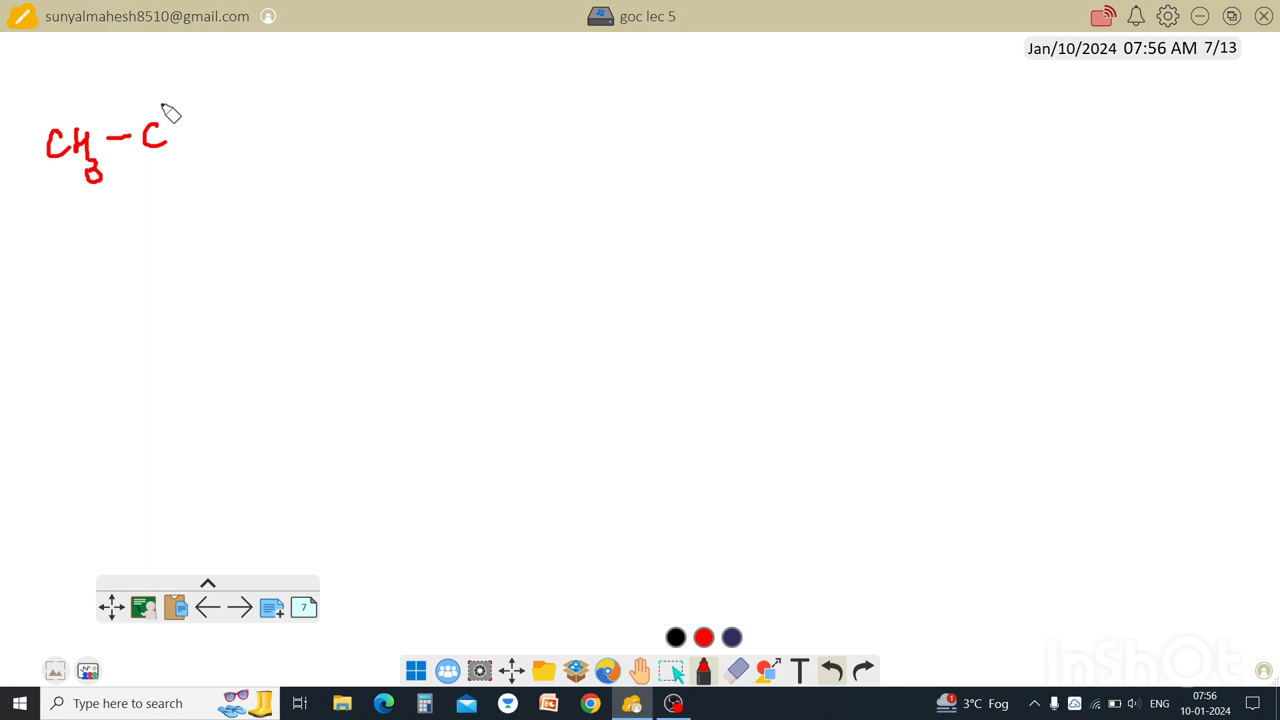 sunyalmahesh8510@gmail.com
goc lec 5
Jan/10/2024 07:56 AM 7/13
CH3 – C
7
InShOt
Type here to search
3°C Fog
ENG
07:56
10-01-2024